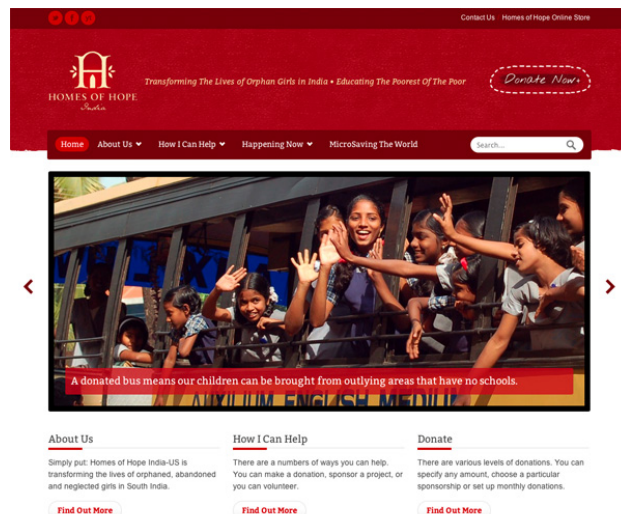 Contact Us Homes of Hope Online Store
HOMES OF HOPE
India
Transforming The Lives of Orphan Girls in India • Educating The Poorest Of The Poor
Donate Now
Home About Us How I Can Help Happening Now MicroSaving The World
Search...
A donated bus means our children can be brought from outlying areas that have no schools.
AUXILIUM ENGLISH MEDIUM
About Us
Simply put: Homes of Hope India-US is
transforming the lives of orphaned, abandoned
and neglected girls in South India.
Find Out More
How I Can Help
There are a numbers of ways you can help.
You can make a donation, sponsor a project, or
you can volunteer.
Find Out More
Donate
There are various levels of donations. You can
specify any amount, choose a particular
sponsorship or set up monthly donations.
Find Out More